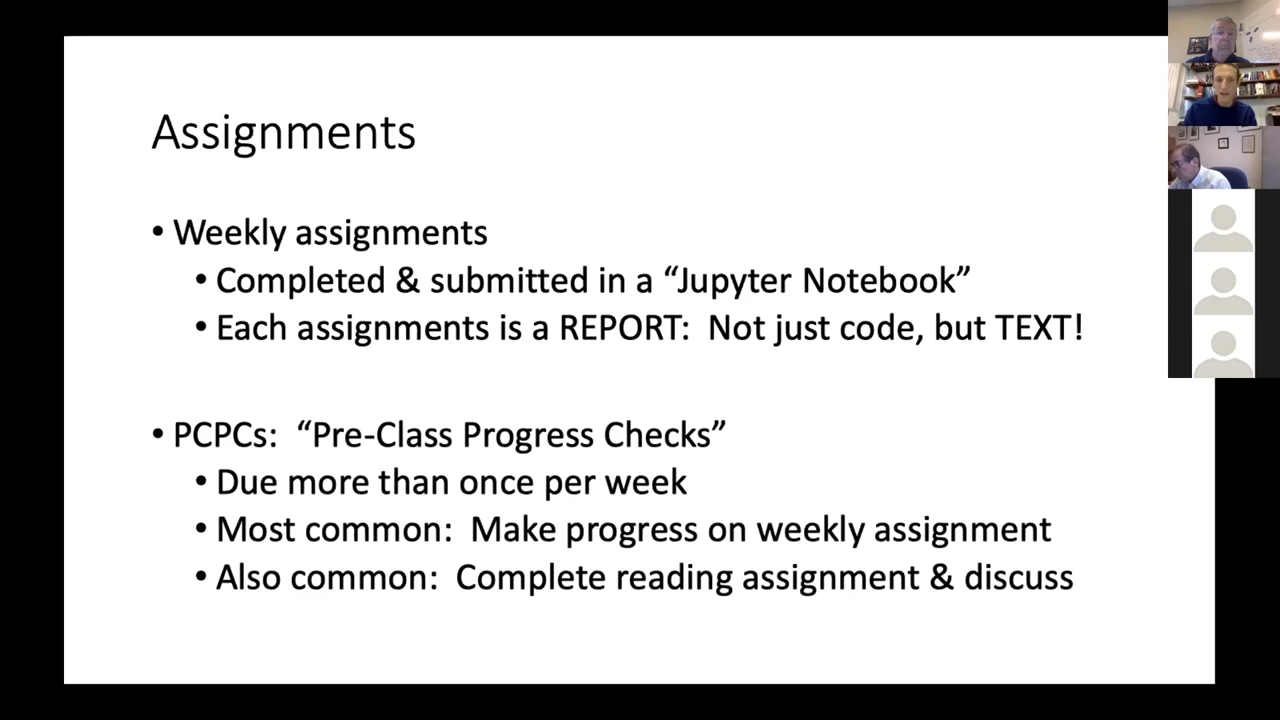 Assignments
• Weekly assignments
• Completed & submitted in a “Jupyter Notebook”
• Each assignments is a REPORT:  Not just code, but TEXT!
• PCPCs:  “Pre-Class Progress Checks”
• Due more than once per week
• Most common:  Make progress on weekly assignment
• Also common:  Complete reading assignment & discuss